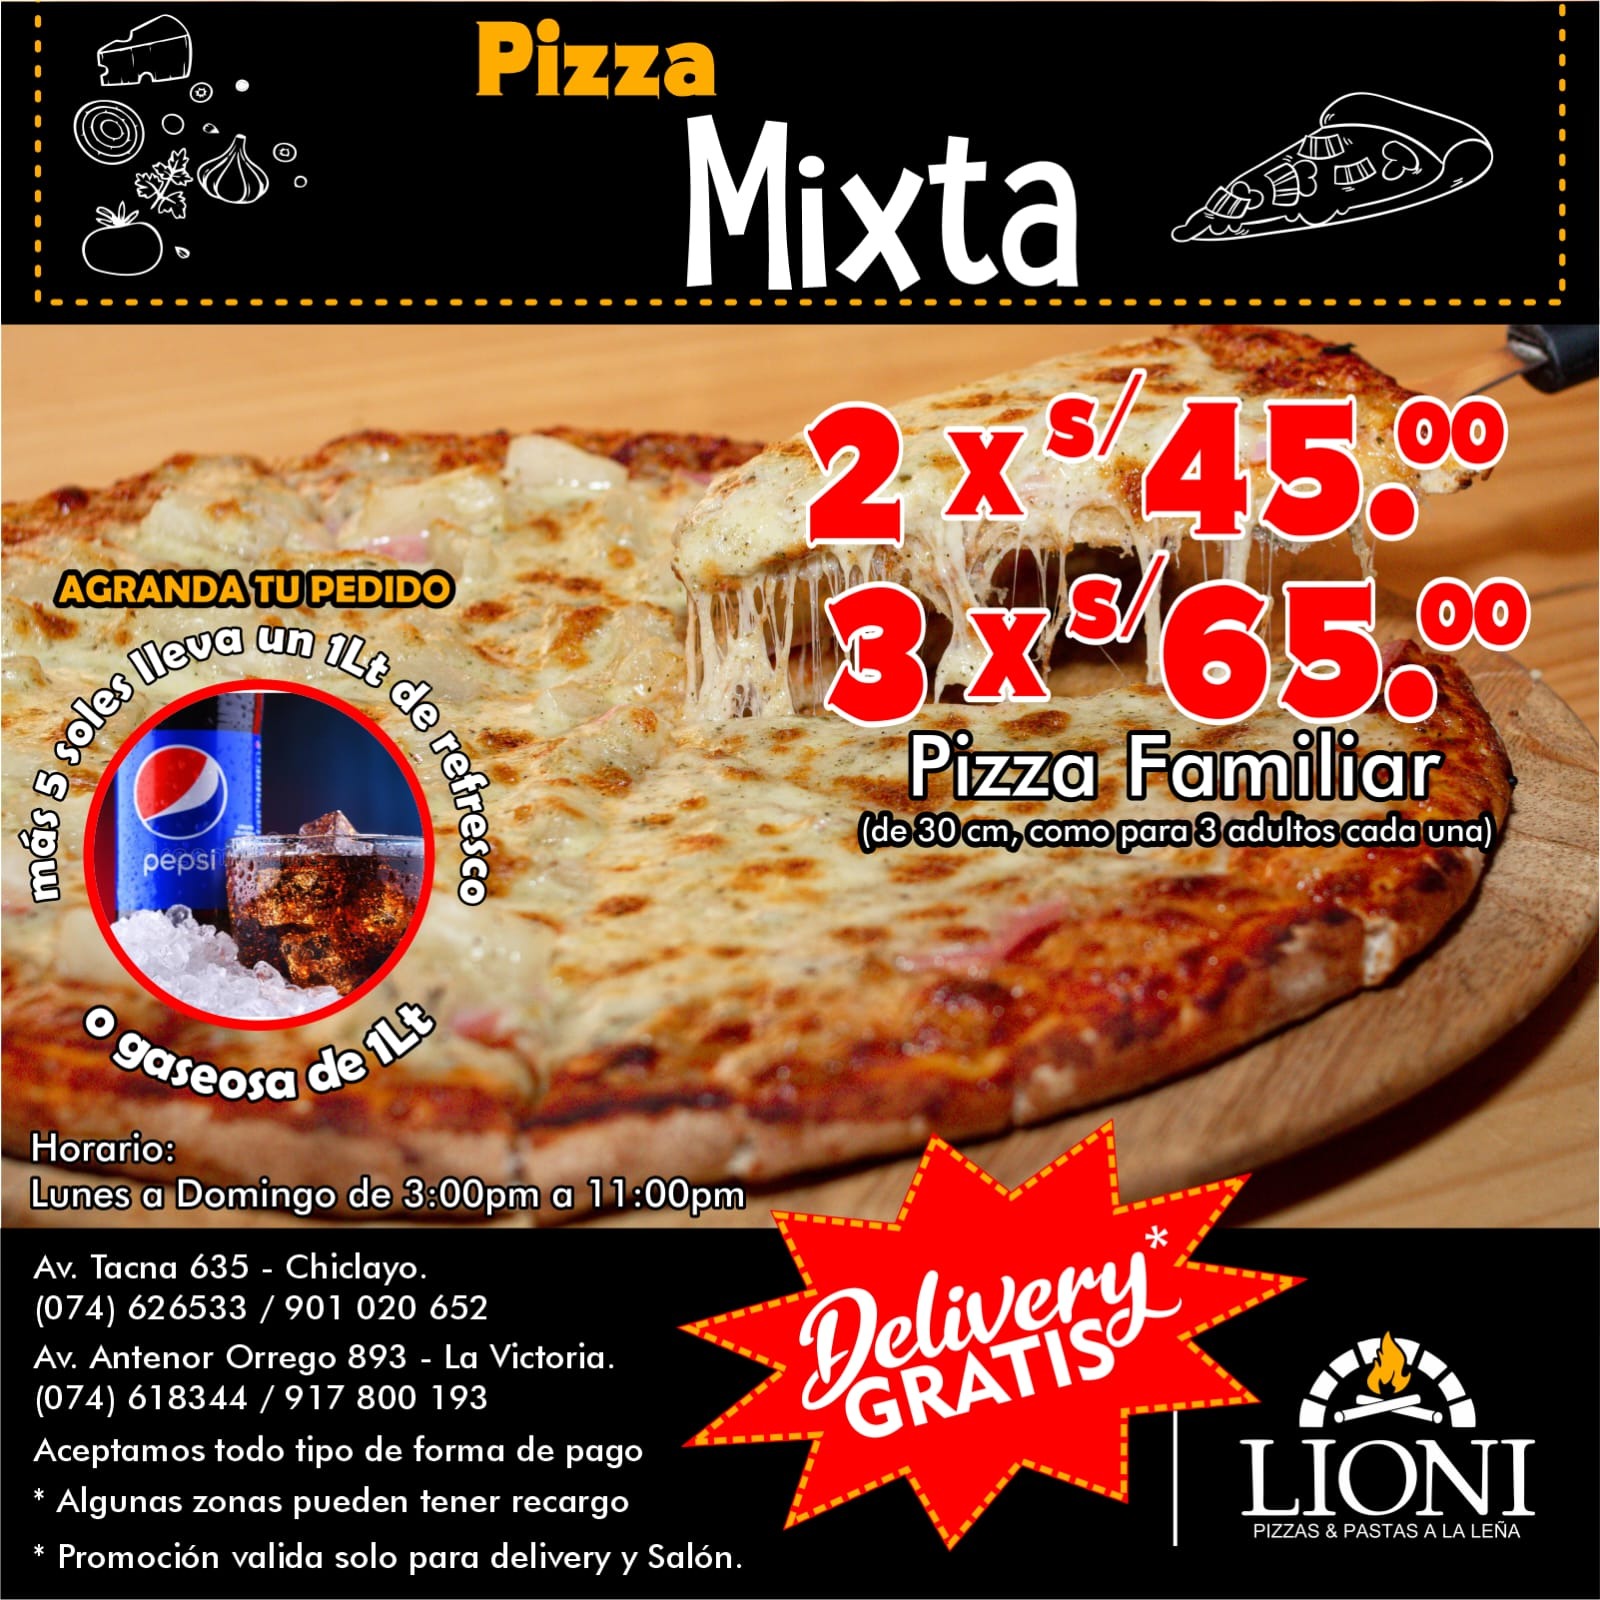 Pizza
Mixta
2 x S/45.00
3 x S/65.00
Pizza Familiar
(de 30 cm, como para 3 adultos cada una)
AGRANDA TU PEDIDO
más 5 soles lleva un 1Lt de refresco
pepsi
o gaseosa de 1Lt
Horario:
Lunes a Domingo de 3:00pm a 11:00pm
Av. Tacna 635 - Chiclayo.
(074) 626533 / 901 020 652
Av. Antenor Orrego 893 - La Victoria.
(074) 618344 / 917 800 193
Aceptamos todo tipo de forma de pago
* Algunas zonas pueden tener recargo
* Promoción valida solo para delivery y Salón.
Delivery*
GRATIS
LIONI
PIZZAS & PASTAS A LA LEÑA